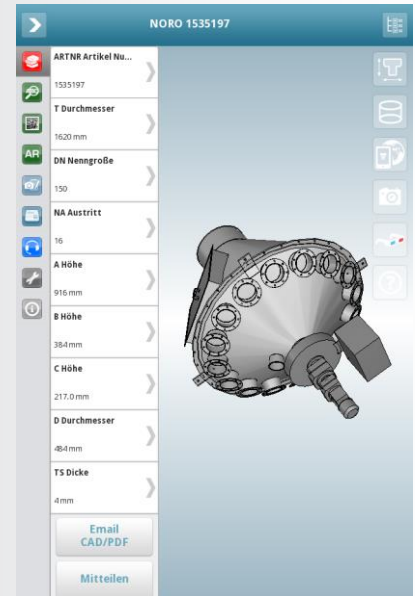 NORO 1535197
ARTNR Artikel Nu...
1535197
T Durchmesser
1620 mm
DN Nenngroße
150
NA Austritt
16
A Höhe
916 mm
B Höhe
384 mm
C Höhe
217.0 mm
D Durchmesser
484 mm
TS Dicke
4 mm
AR
Email
CAD/PDF
Mitteilen